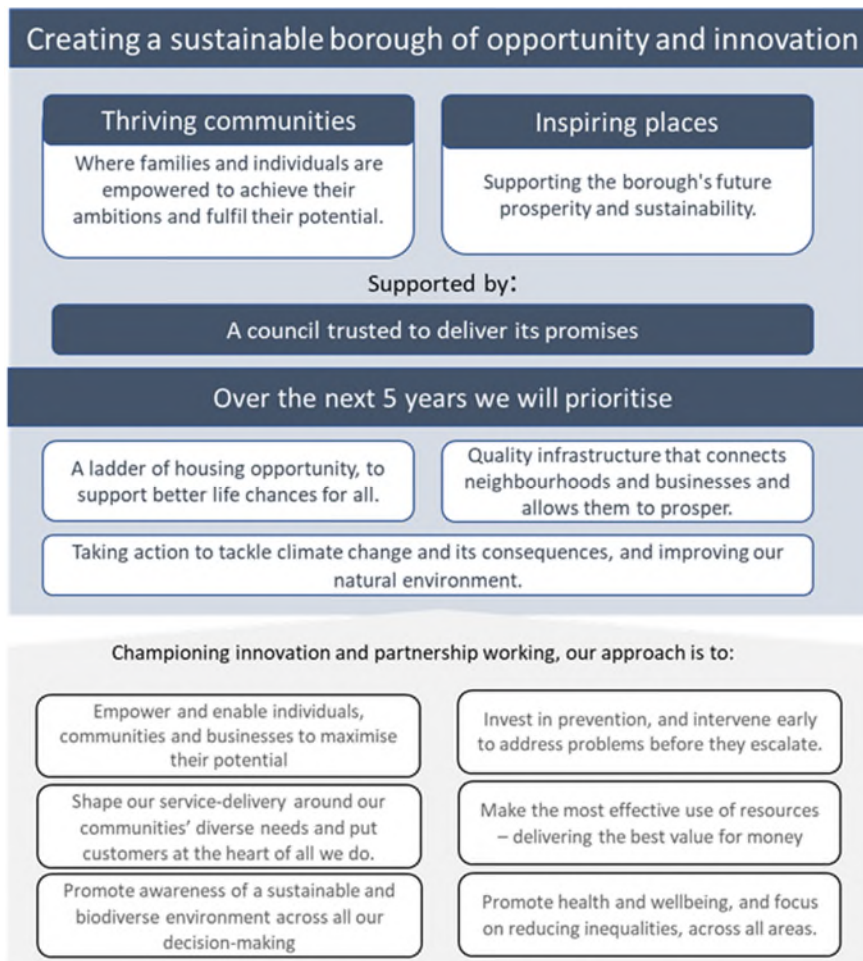 Creating a sustainable borough of opportunity and innovation
Thriving communities
Where families and individuals are
empowered to achieve their
ambitions and fulfil their potential.
Inspiring places
Supporting the borough's future
prosperity and sustainability.
Supported by:
A council trusted to deliver its promises
Over the next 5 years we will prioritise
A ladder of housing opportunity, to
support better life chances for all.
Quality infrastructure that connects
neighbourhoods and businesses and
allows them to prosper.
Taking action to tackle climate change and its consequences, and improving our
natural environment.
Championing innovation and partnership working, our approach is to:
Empower and enable individuals,
communities and businesses to maximise
their potential
Invest in prevention, and intervene early
to address problems before they escalate.
Shape our service-delivery around our
communities’ diverse needs and put
customers at the heart of all we do.
Make the most effective use of resources
– delivering the best value for money
Promote awareness of a sustainable and
biodiverse environment across all our
decision-making
Promote health and wellbeing, and focus
on reducing inequalities, across all areas.